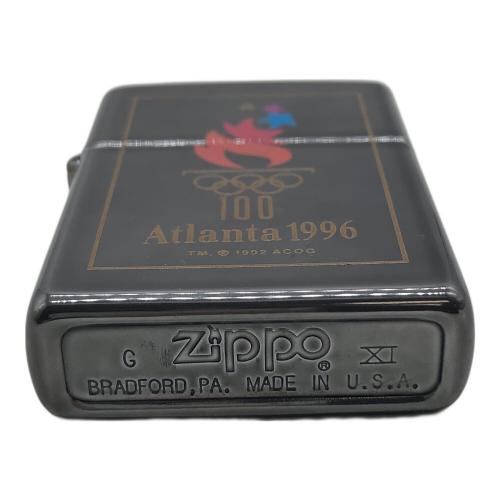 100
Atlanta 1996
TM. © 1992 ACOG
G Zippo® XI
BRADFORD, PA. MADE IN U.S.A.